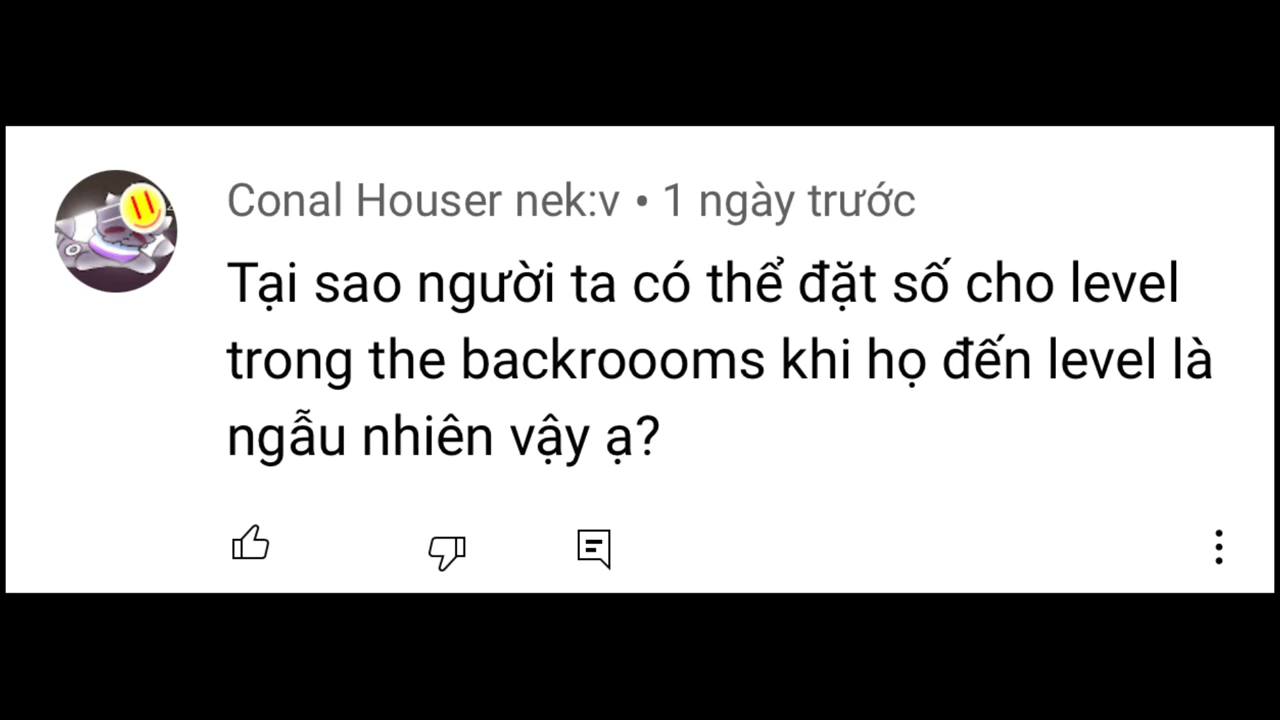 Conal Houser nek:v • 1 ngày trước
Tại sao người ta có thể đặt số cho level
trong the backroooms khi họ đến level là
ngẫu nhiên vậy ạ?